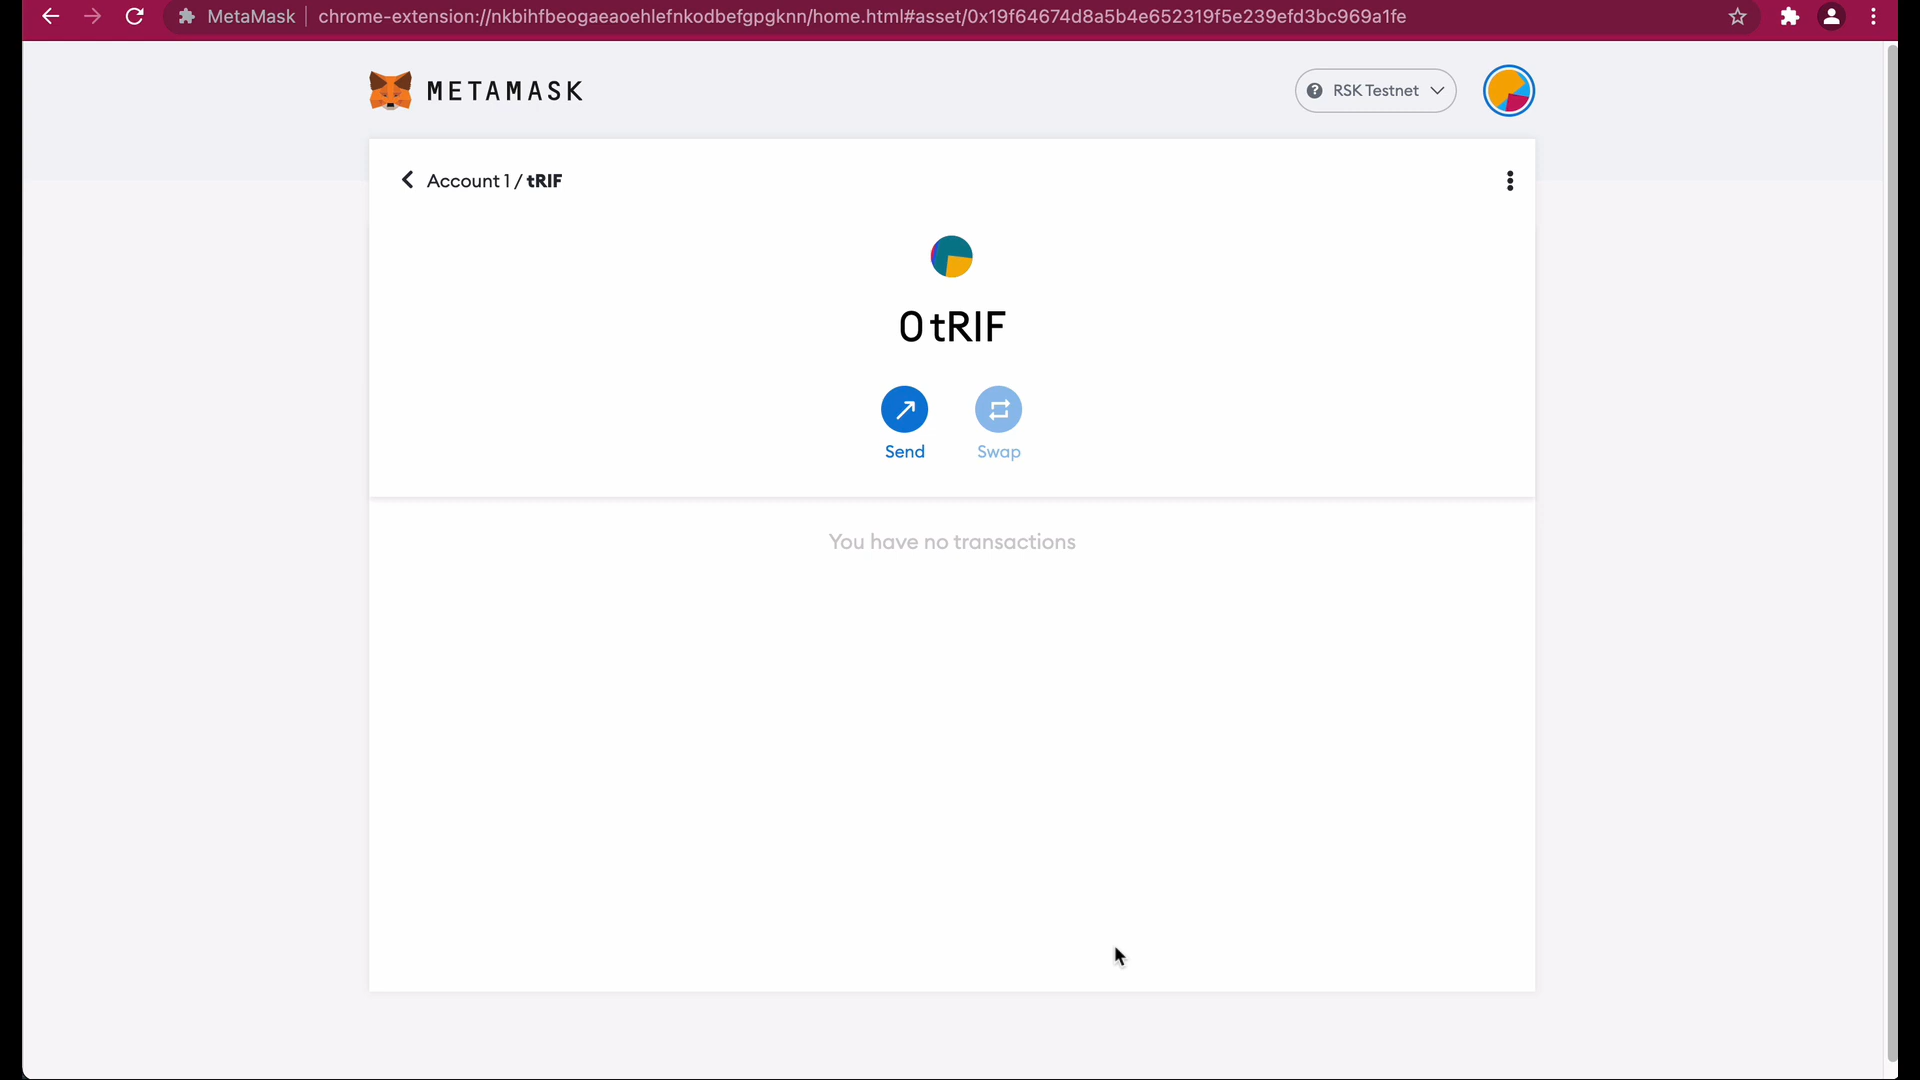 MetaMask chrome-extension://nkbihfbeogaeaoehlefnkodbefgpgknn/home.html#asset/0x19f64674d8a5b4e652319f5e239efd3bc969a1fe
METAMASK
? RSK Testnet
Account 1 / tRIF
0 tRIF
Send
Swap
You have no transactions